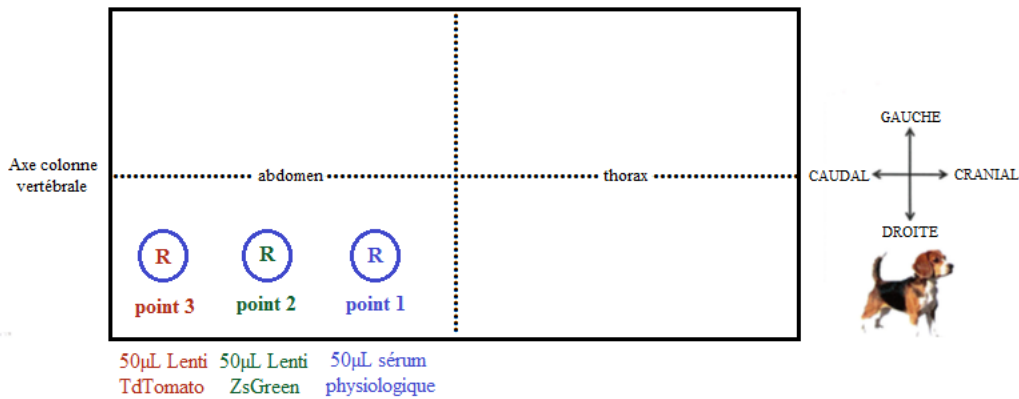 GAUCHE
Axe colonne
vertébrale
abdomen
thorax
CAUDAL
CRANIAL
DROITE
R
R
R
point 3
point 2
point 1
50µL Lenti
TdTomato
50µL Lenti
ZsGreen
50µL sérum
physiologique